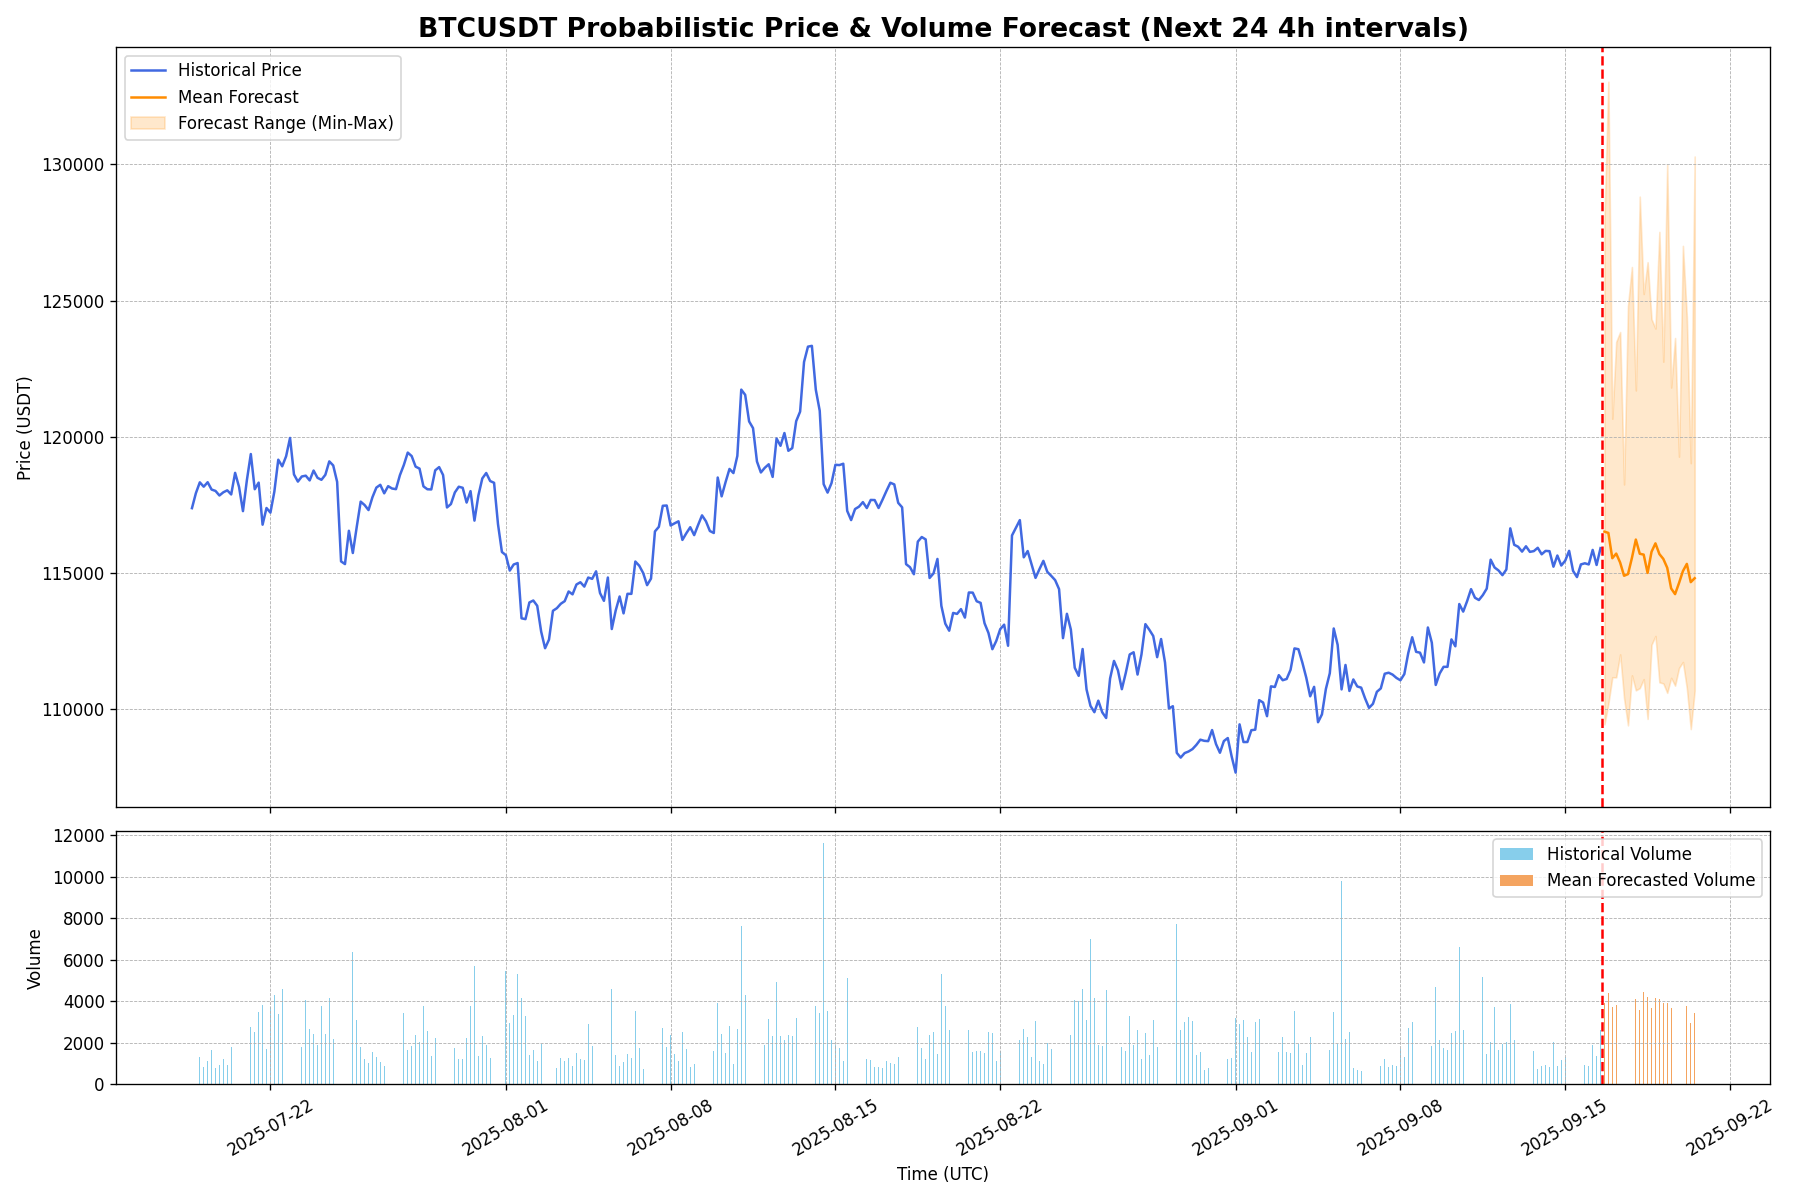 BTCUSDT Probabilistic Price & Volume Forecast (Next 24 4h intervals)
Historical Price
Mean Forecast
Forecast Range (Min-Max)
Price (USDT)
130000
125000
120000
115000
110000
Historical Volume
Mean Forecasted Volume
Volume
12000
10000
8000
6000
4000
2000
0
2025-07-22
2025-08-01
2025-08-08
2025-08-15
2025-08-22
2025-09-01
2025-09-08
2025-09-15
2025-09-22
Time (UTC)